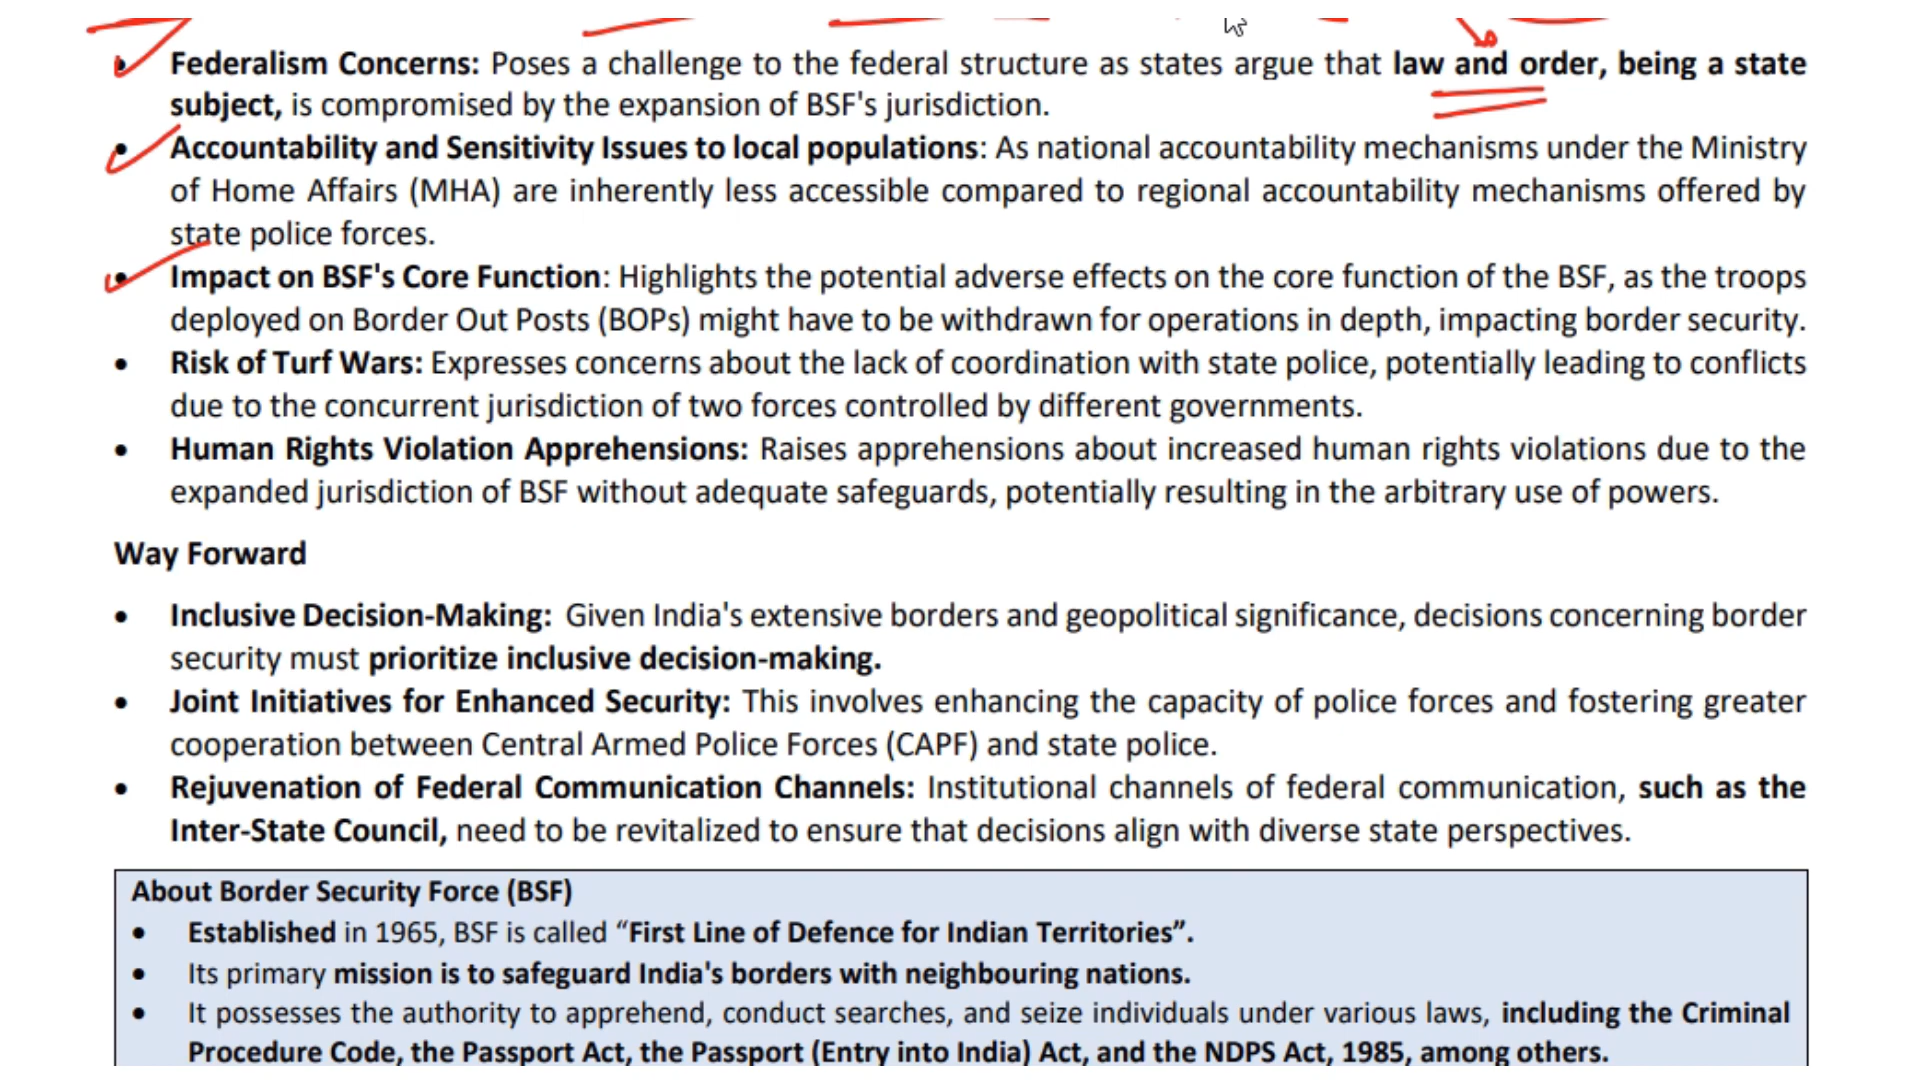 • Federalism Concerns: Poses a challenge to the federal structure as states argue that law and order, being a state
subject, is compromised by the expansion of BSF's jurisdiction.
• Accountability and Sensitivity Issues to local populations: As national accountability mechanisms under the Ministry
of Home Affairs (MHA) are inherently less accessible compared to regional accountability mechanisms offered by
state police forces.
• Impact on BSF's Core Function: Highlights the potential adverse effects on the core function of the BSF, as the troops
deployed on Border Out Posts (BOPs) might have to be withdrawn for operations in depth, impacting border security.
• Risk of Turf Wars: Expresses concerns about the lack of coordination with state police, potentially leading to conflicts
due to the concurrent jurisdiction of two forces controlled by different governments.
• Human Rights Violation Apprehensions: Raises apprehensions about increased human rights violations due to the
expanded jurisdiction of BSF without adequate safeguards, potentially resulting in the arbitrary use of powers.
Way Forward
• Inclusive Decision-Making: Given India's extensive borders and geopolitical significance, decisions concerning border
security must prioritize inclusive decision-making.
• Joint Initiatives for Enhanced Security: This involves enhancing the capacity of police forces and fostering greater
cooperation between Central Armed Police Forces (CAPF) and state police.
• Rejuvenation of Federal Communication Channels: Institutional channels of federal communication, such as the
Inter-State Council, need to be revitalized to ensure that decisions align with diverse state perspectives.
About Border Security Force (BSF)
• Established in 1965, BSF is called “First Line of Defence for Indian Territories”.
• Its primary mission is to safeguard India's borders with neighbouring nations.
• It possesses the authority to apprehend, conduct searches, and seize individuals under various laws, including the Criminal
Procedure Code, the Passport Act, the Passport (Entry into India) Act, and the NDPS Act, 1985, among others.